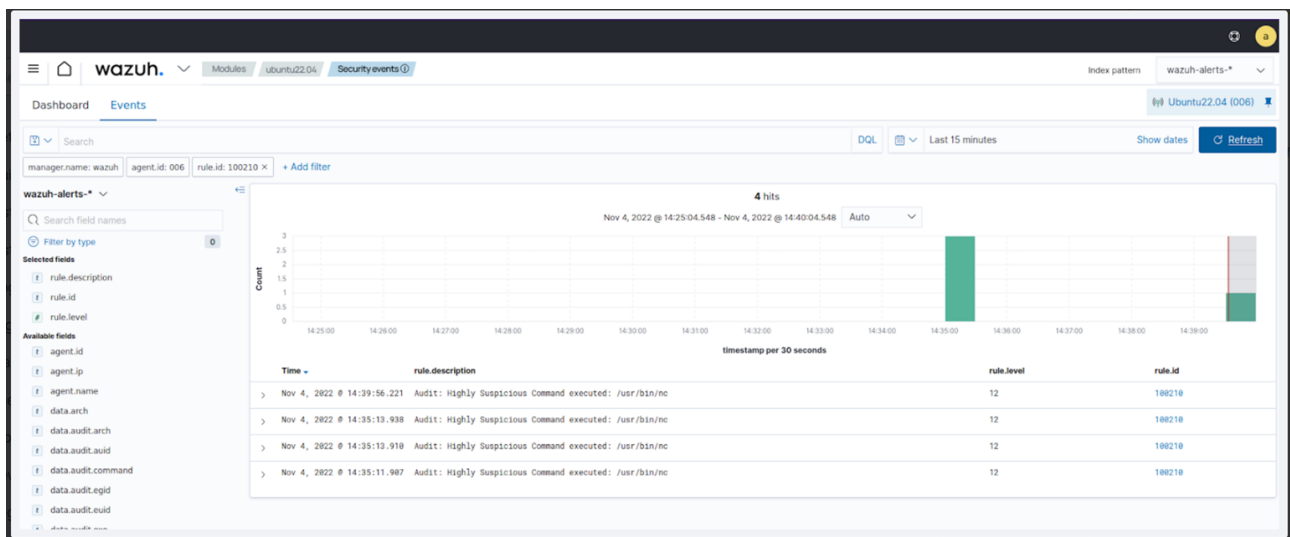 a
wazuh. Modules ubuntu22.04 Security events Index pattern wazuh-alerts-*
Dashboard Events Ubuntu22.04 (006)
Search DQL Last 15 minutes Show dates Refresh
manager.name: wazuh agent.id: 006 rule.id: 100210 × + Add filter
wazuh-alerts-*
Search field names
Filter by type 0
Selected fields
t rule.description
t rule.id
# rule.level
Available fields
t agent.id
t agent.ip
t agent.name
t data.arch
t data.audit.arch
t data.audit.auid
t data.audit.command
t data.audit.egid
t data.audit.euid
t data.audit.exe
4 hits
Nov 4, 2022 @ 14:25:04.548 - Nov 4, 2022 @ 14:40:04.548 Auto
Count
3
2.5
2
1.5
1
0.5
0
14:25:00 14:26:00 14:27:00 14:28:00 14:29:00 14:30:00 14:31:00 14:32:00 14:33:00 14:34:00 14:35:00 14:36:00 14:37:00 14:38:00 14:39:00
timestamp per 30 seconds
Time rule.description rule.level rule.id
Nov 4, 2022 @ 14:39:56.221 Audit: Highly Suspicious Command executed: /usr/bin/nc 12 100210
Nov 4, 2022 @ 14:35:13.938 Audit: Highly Suspicious Command executed: /usr/bin/nc 12 100210
Nov 4, 2022 @ 14:35:13.910 Audit: Highly Suspicious Command executed: /usr/bin/nc 12 100210
Nov 4, 2022 @ 14:35:11.907 Audit: Highly Suspicious Command executed: /usr/bin/nc 12 100210